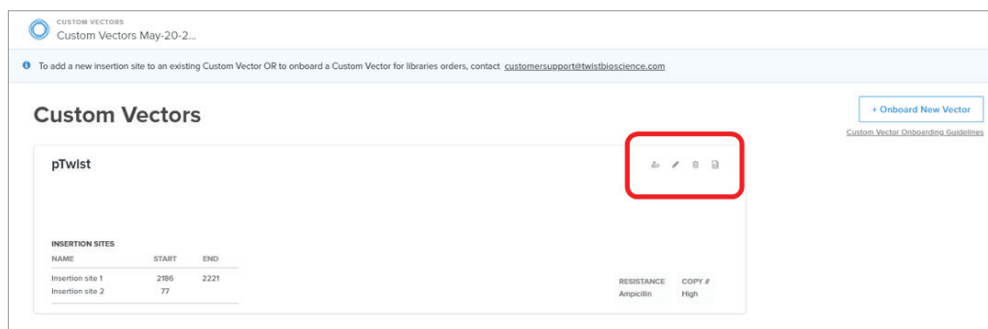 CUSTOM VECTORS
Custom Vectors May-20-2...
To add a new insertion site to an existing Custom Vector OR to onboard a Custom Vector for libraries orders, contact customersupport@twistbioscience.com
Custom Vectors
+ Onboard New Vector
Custom Vector Onboarding Guidelines
pTwist
INSERTION SITES
NAME START END
Insertion site 1 2186 2221
Insertion site 2 77
RESISTANCE COPY #
Ampicillin High